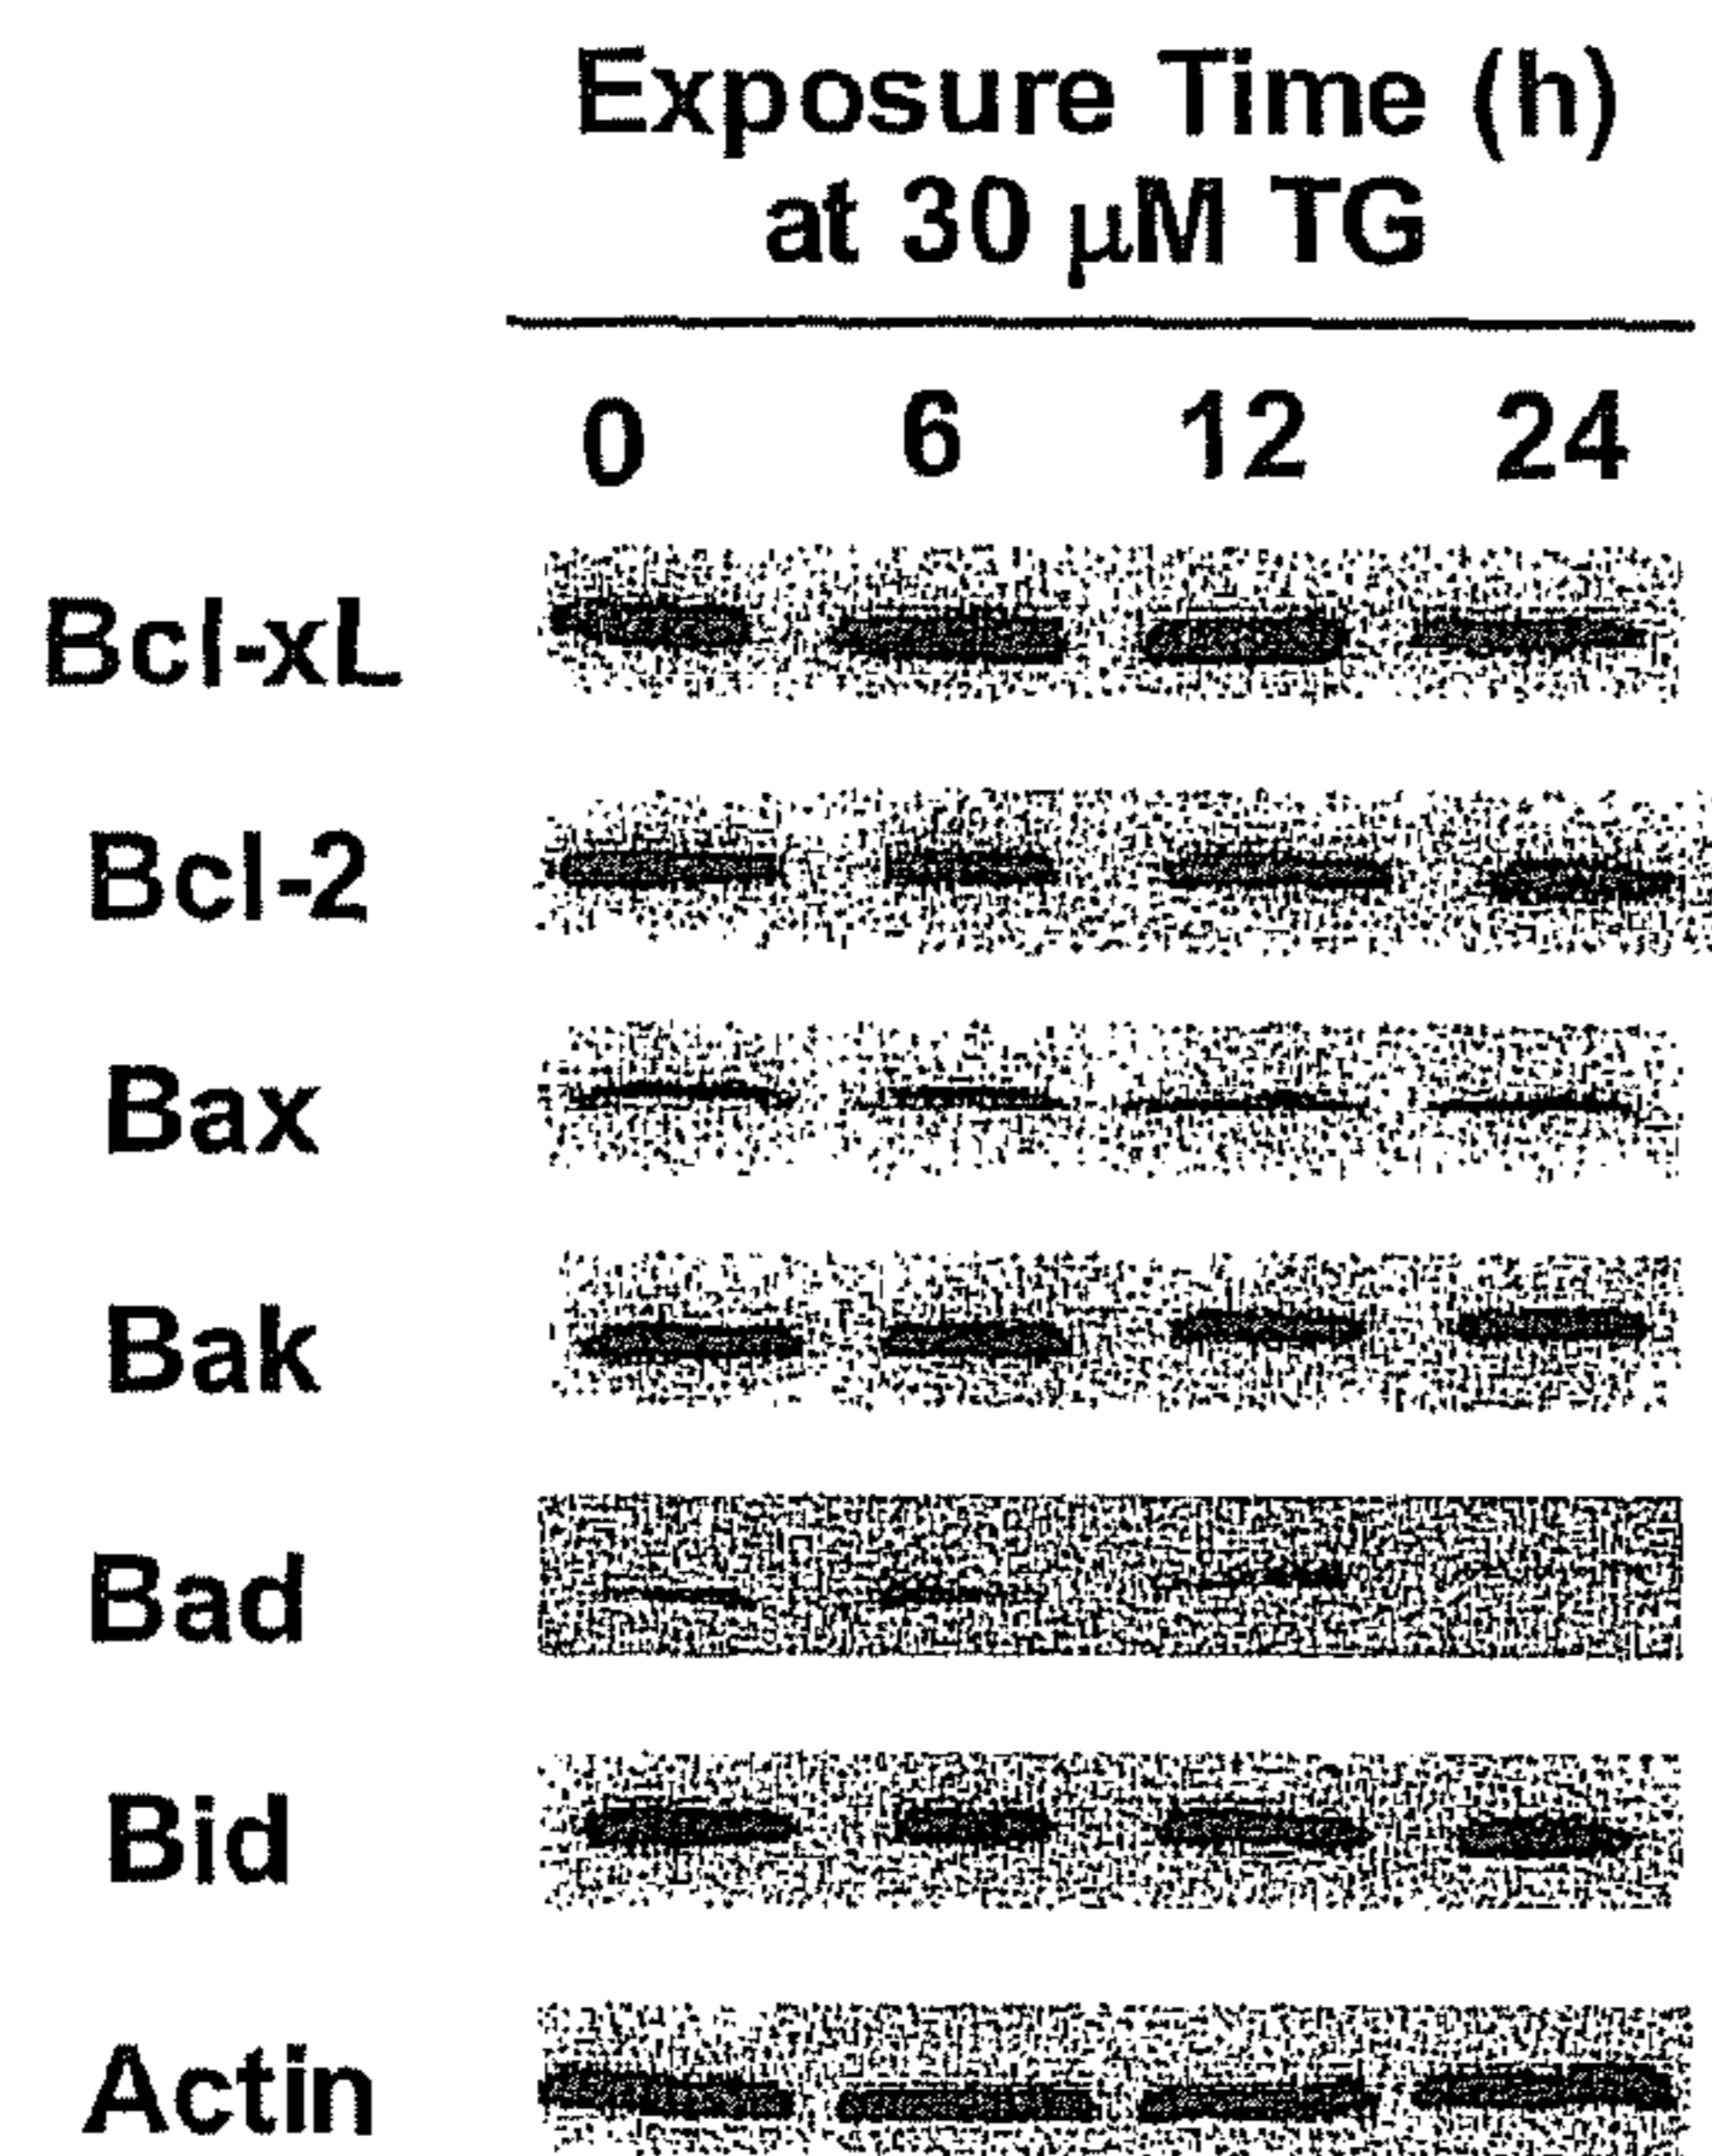 Exposure Time (h)
at 30 μM TG
0 6 12 24
Bcl-xL
Bcl-2
Bax
Bak
Bad
Bid
Actin